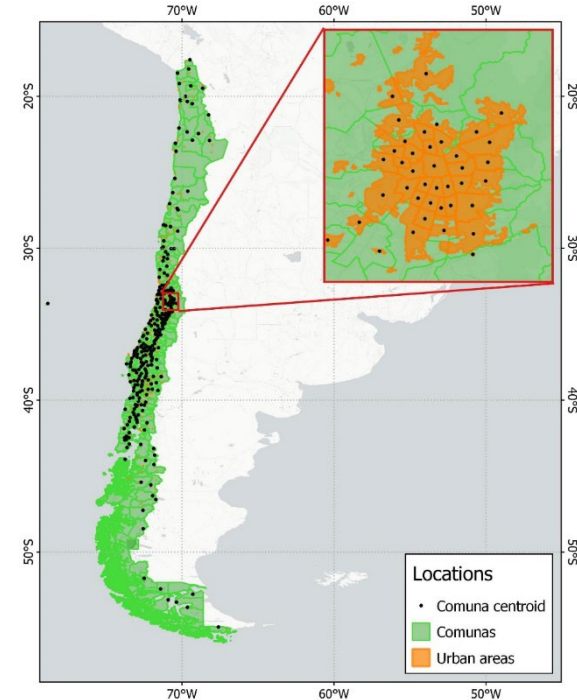 70°W 60°W 50°W
20°S 20°S
30°S 30°S
40°S 40°S
50°S 50°S
Locations
Comuna centroid
Comunas
Urban areas
70°W 60°W 50°W